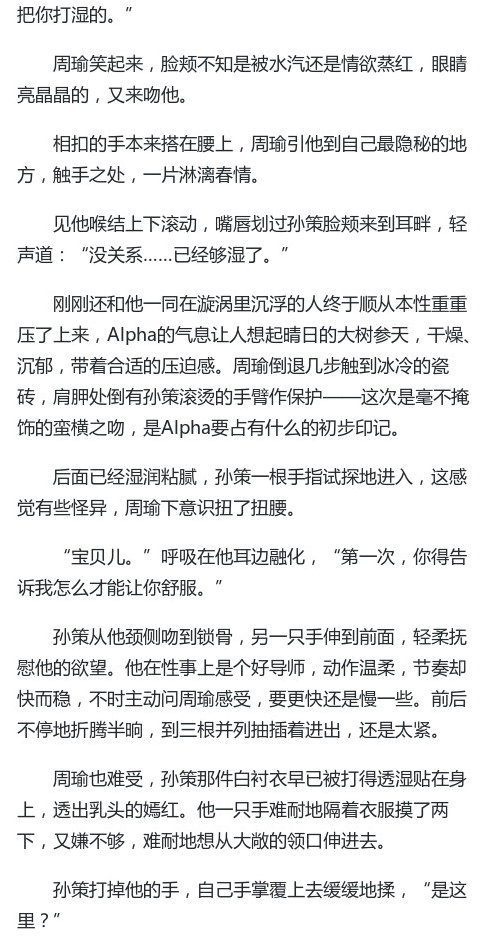 把你打湿的。”
周瑜笑起来，脸颊不知是被水汽还是情欲蒸红，眼睛
亮晶晶的，又来吻他。
相扣的手本来搭在腰上，周瑜引他到自己最隐秘的地
方，触手之处，一片淋漓春情。
见他喉结上下滚动，嘴唇划过孙策脸颊来到耳畔，轻
声道：“没关系……已经够湿了。”
刚刚还和他一同在漩涡里沉浮的人终于顺从本性重重
压了上来，Alpha的气息让人想起晴日的大树参天，干燥、
沉郁，带着合适的压迫感。周瑜倒退几步触到冰冷的瓷
砖，肩胛处倒有孙策滚烫的手臂作保护——这次是毫不掩
饰的蛮横之吻，是Alpha要占有什么的初步印记。
后面已经湿润粘腻，孙策一根手指试探地进入，这感
觉有些怪异，周瑜下意识扭了扭腰。
“宝贝儿。”呼吸在他耳边融化，“第一次，你得告
诉我怎么才能让你舒服。”
孙策从他颈侧吻到锁骨，另一只手伸到前面，轻柔抚
慰他的欲望。他在性事上是个好导师，动作温柔，节奏却
快而稳，不时主动问周瑜感受，要更快还是慢一些。前后
不停地折腾半晌，到三根并列抽插着进出，还是太紧。
周瑜也难受，孙策那件白衬衣早已被打得透湿贴在身
上，透出乳头的嫣红。他一只手难耐地隔着衣服摸了两
下，又嫌不够，难耐地想从大敞的领口伸进去。
孙策打掉他的手，自己手掌覆上去缓缓地揉，“是这
里？”